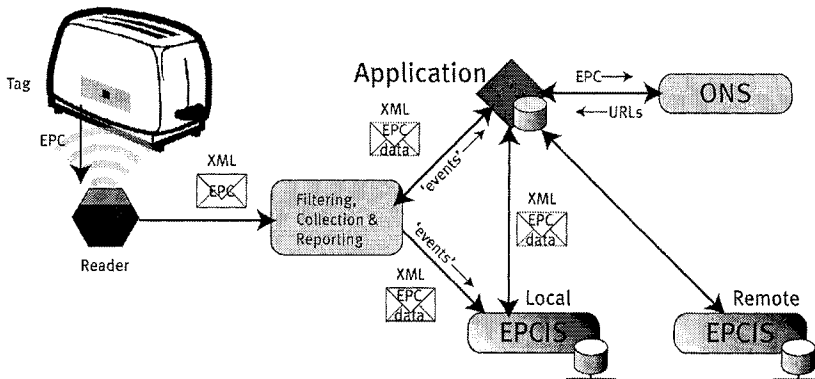 Tag
EPC
XML
EPC
Reader
Filtering,
Collection &
Reporting
Application
XML
EPC
data
'events'
'events'
XML
EPC
data
XML
EPC
data
EPC
URLs
ONS
Local
EPCIS
Remote
EPCIS